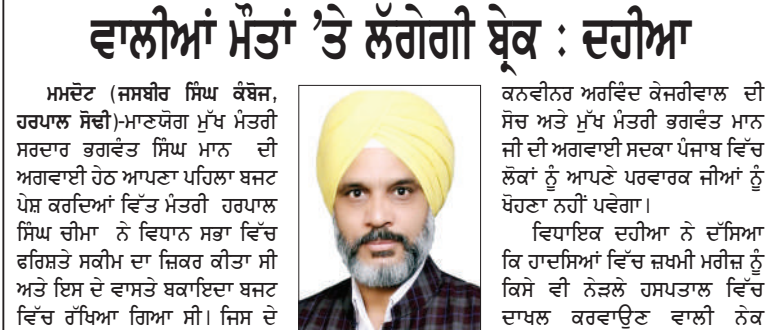 ਵਾਲੀਆਂ ਮੌਤਾਂ ’ਤੇ ਲੱਗੇਗੀ ਬ੍ਰੇਕ : ਦਹੀਆ
ਮਮਦੋਟ (ਜਸਬੀਰ ਸਿੰਘ ਕੰਬੋਜ,
ਹਰਪਾਲ ਸੋਢੀ)-ਮਾਣਯੋਗ ਮੁੱਖ ਮੰਤਰੀ
ਸਰਦਾਰ ਭਗਵੰਤ ਸਿੰਘ ਮਾਨ ਦੀ
ਅਗਵਾਈ ਹੇਠ ਆਪਣਾ ਪਹਿਲਾ ਬਜਟ
ਪੇਸ਼ ਕਰਦਿਆਂ ਵਿੱਤ ਮੰਤਰੀ ਹਰਪਾਲ
ਸਿੰਘ ਚੀਮਾ ਨੇ ਵਿਧਾਨ ਸਭਾ ਵਿੱਚ
ਫਰਿਸ਼ਤੇ ਸਕੀਮ ਦਾ ਜ਼ਿਕਰ ਕੀਤਾ ਸੀ
ਅਤੇ ਇਸ ਦੇ ਵਾਸਤੇ ਬਕਾਇਦਾ ਬਜਟ
ਵਿੱਚ ਰੱਖਿਆ ਗਿਆ ਸੀ। ਜਿਸ ਦੇ
ਕਨਵੀਨਰ ਅਰਵਿੰਦ ਕੇਜਰੀਵਾਲ ਦੀ
ਸੋਚ ਅਤੇ ਮੁੱਖ ਮੰਤਰੀ ਭਗਵੰਤ ਮਾਨ
ਜੀ ਦੀ ਅਗਵਾਈ ਸਦਕਾ ਪੰਜਾਬ ਵਿੱਚ
ਲੋਕਾਂ ਨੂੰ ਆਪਣੇ ਪਰਵਾਰਕ ਜੀਆਂ ਨੂੰ
ਖੋਹਣਾ ਨਹੀਂ ਪਵੇਗਾ।
ਵਿਧਾਇਕ ਦਹੀਆ ਨੇ ਦੱਸਿਆ
ਕਿ ਹਾਦਸਿਆਂ ਵਿੱਚ ਜ਼ਖਮੀ ਮਰੀਜ਼ ਨੂੰ
ਕਿਸੇ ਵੀ ਨੇੜਲੇ ਹਸਪਤਾਲ ਵਿੱਚ
ਦਾਖਲ ਕਰਵਾਉਣ ਵਾਲੀ ਨੇਕ